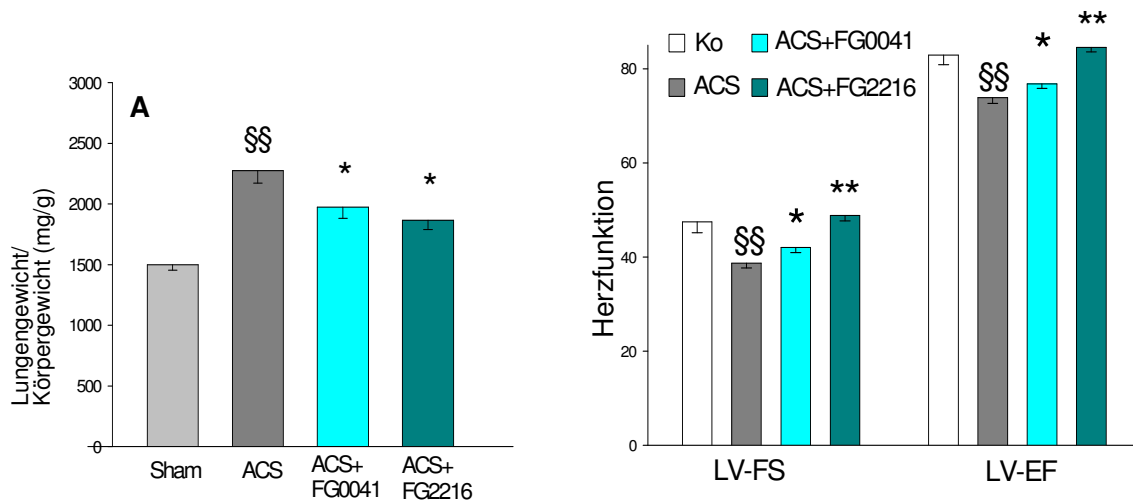 A
Lungengewicht/
Körpergewicht (mg/g)
3000
2500
2000
1500
1000
500
0
§§
*
*
Sham
ACS
ACS+
FG0041
ACS+
FG2216
Ko
ACS+FG0041
ACS
ACS+FG2216
Herzfunktion
80
60
40
20
0
§§
*
**
§§
*
**
LV-FS
LV-EF